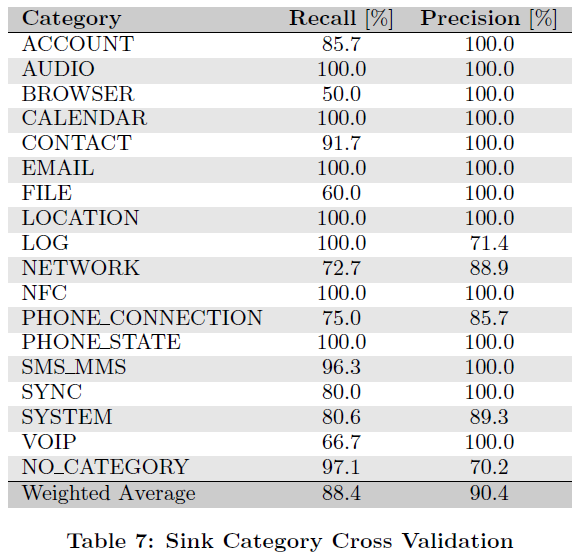 Category Recall [%] Precision [%]
ACCOUNT 85.7 100.0
AUDIO 100.0 100.0
BROWSER 50.0 100.0
CALENDAR 100.0 100.0
CONTACT 91.7 100.0
EMAIL 100.0 100.0
FILE 60.0 100.0
LOCATION 100.0 100.0
LOG 100.0 71.4
NETWORK 72.7 88.9
NFC 100.0 100.0
PHONE_CONNECTION 75.0 85.7
PHONE_STATE 100.0 100.0
SMS_MMS 96.3 100.0
SYNC 80.0 100.0
SYSTEM 80.6 89.3
VOIP 66.7 100.0
NO_CATEGORY 97.1 70.2
Weighted Average 88.4 90.4
Table 7: Sink Category Cross Validation